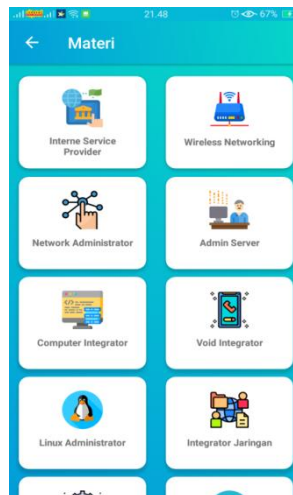 21.48
67%
Materi
Interne Service
Provider
Wireless Networking
Network Administrator
Admin Server
Computer Integrator
Void Integrator
Linux Administrator
Integrator Jaringan